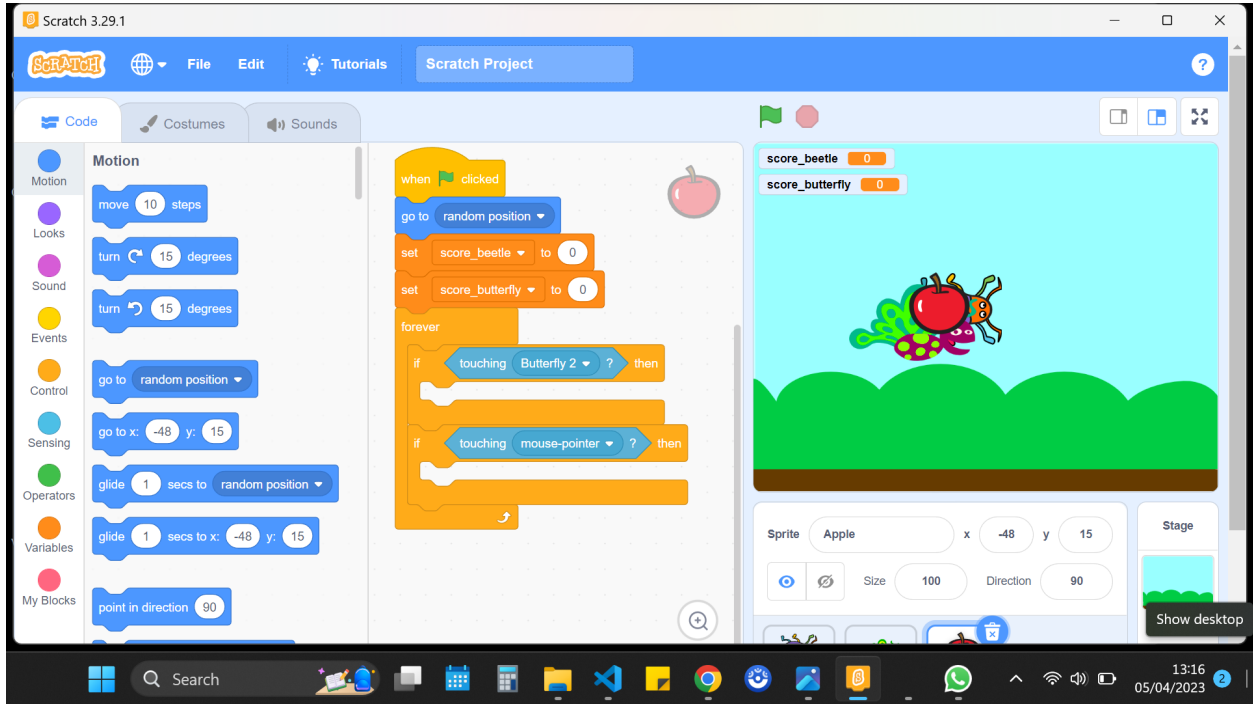 Scratch 3.29.1
SCRATCH File Edit Tutorials Scratch Project ?
Code Costumes Sounds
Motion
Looks
Sound
Events
Control
Sensing
Operators
Variables
My Blocks
Motion
move 10 steps
turn 15 degrees
turn 15 degrees
go to random position
go to x: -48 y: 15
glide 1 secs to random position
glide 1 secs to x: -48 y: 15
point in direction 90
when clicked
go to random position
set score_beetle to 0
set score_butterfly to 0
forever
if touching Butterfly 2 ? then
if touching mouse-pointer ? then
score_beetle 0
score_butterfly 0
Sprite Apple x -48 y 15
Size 100 Direction 90
Stage
Show desktop
Search
13:16
05/04/2023 2